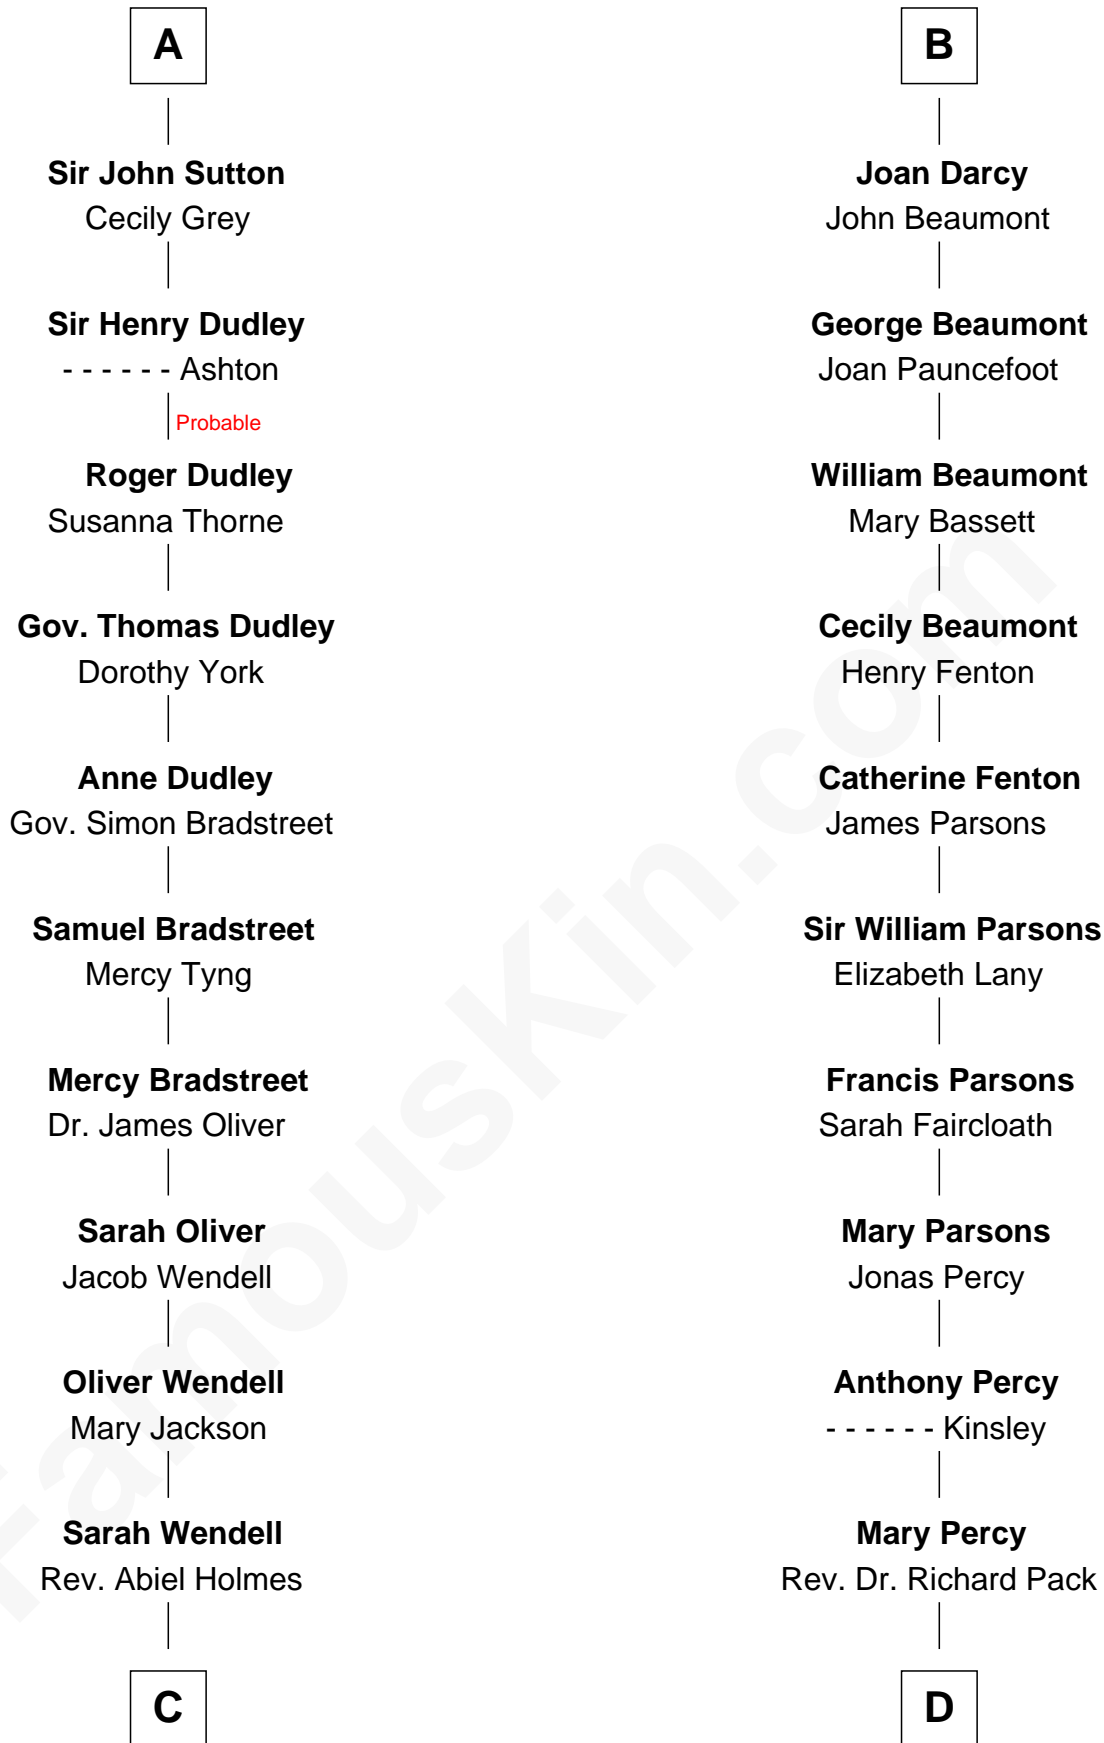 A
Sir John Sutton
Cecily Grey
Sir Henry Dudley
- - - - - - Ashton
Probable
Roger Dudley
Susanna Thorne
Gov. Thomas Dudley
Dorothy York
Anne Dudley
Gov. Simon Bradstreet
Samuel Bradstreet
Mercy Tyng
Mercy Bradstreet
Dr. James Oliver
Sarah Oliver
Jacob Wendell
Oliver Wendell
Mary Jackson
Sarah Wendell
Rev. Abiel Holmes
C
B
Joan Darcy
John Beaumont
George Beaumont
Joan Pauncefoot
William Beaumont
Mary Bassett
Cecily Beaumont
Henry Fenton
Catherine Fenton
James Parsons
Sir William Parsons
Elizabeth Lany
Francis Parsons
Sarah Faircloath
Mary Parsons
Jonas Percy
Anthony Percy
- - - - - - Kinsley
Mary Percy
Rev. Dr. Richard Pack
D
FamousKin.com